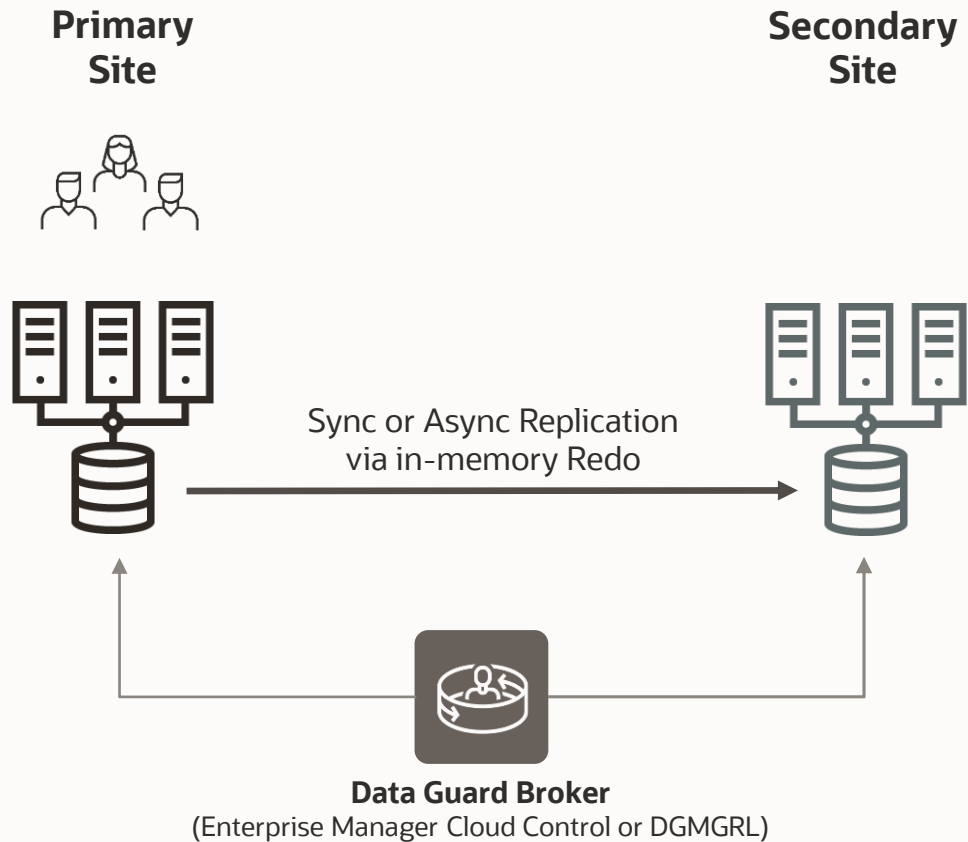 Primary
Site
Secondary
Site
Sync or Async Replication
via in-memory Redo
Data Guard Broker
(Enterprise Manager Cloud Control or DGMGRL)